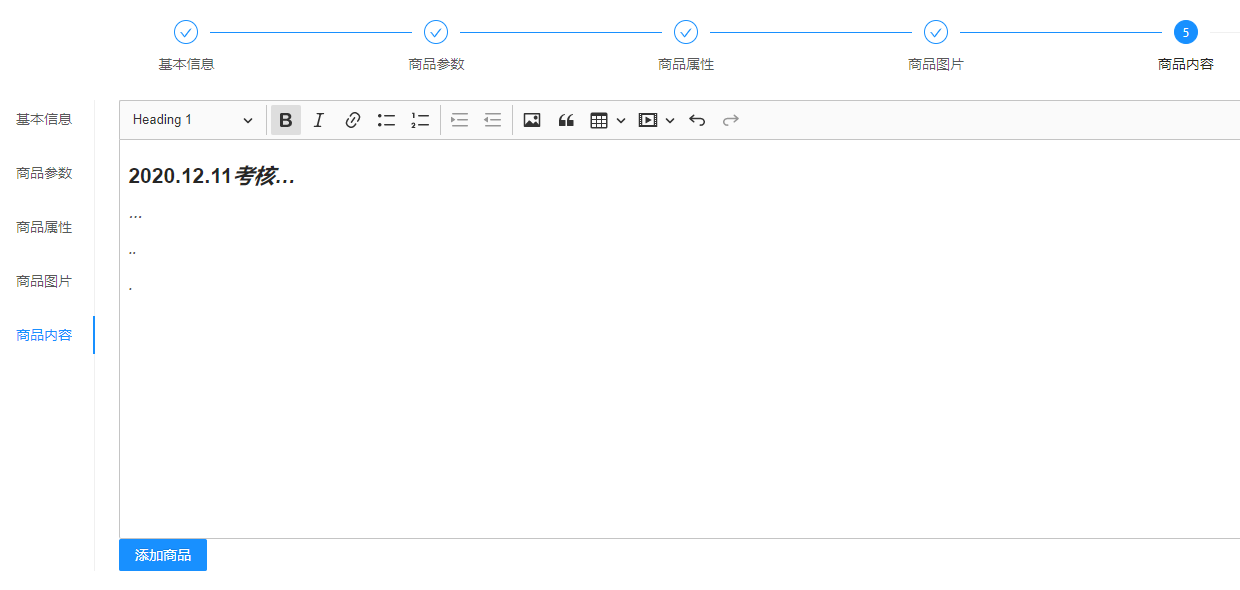 5
基本信息
商品参数
商品属性
商品图片
商品内容
基本信息
商品参数
商品属性
商品图片
商品内容
Heading 1
2020.12.11考核...
...
..
.
添加商品